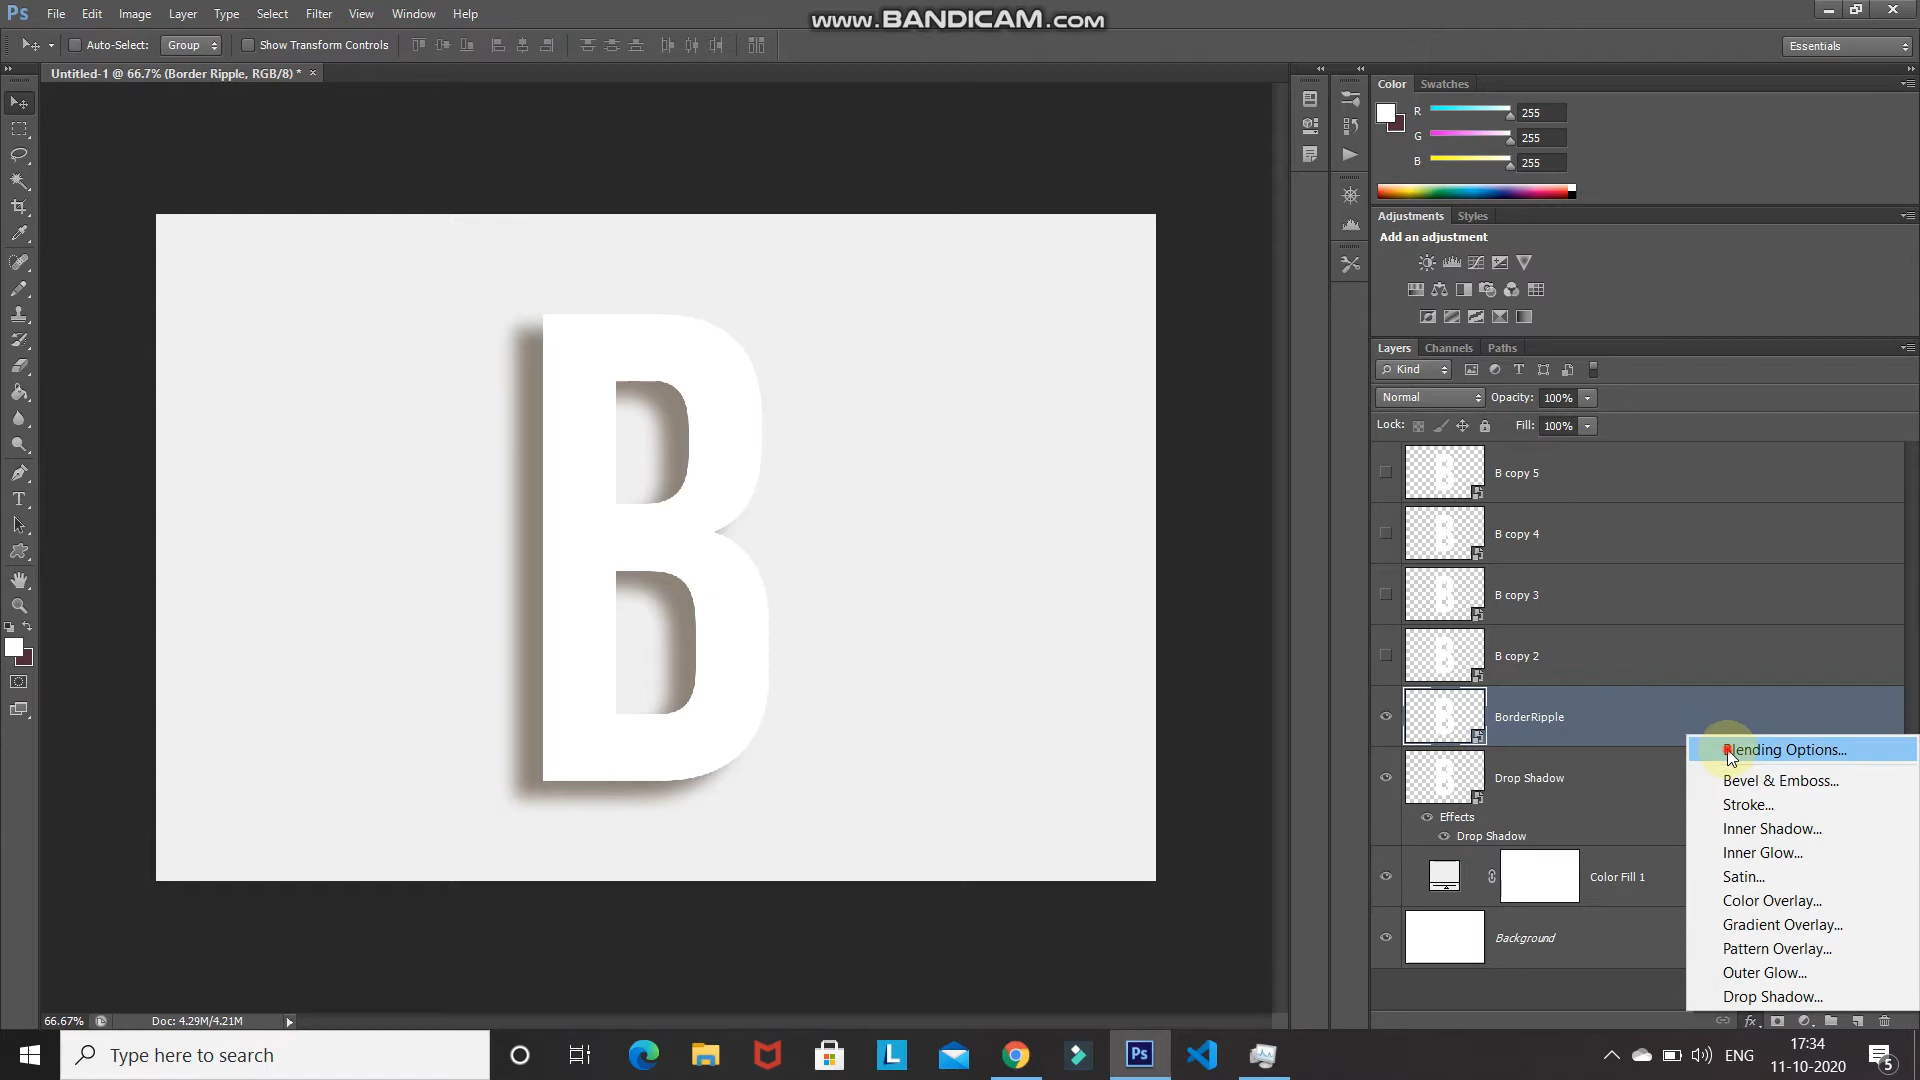 www.BANDICAM.com
Ps File Edit Image Layer Type Select Filter View Window Help
Auto-Select: Group Show Transform Controls Essentials
Untitled-1 @ 66.7% (Border Ripple, RGB/8) * ×
Color Swatches
R 255
G 255
B 255
Adjustments Styles
Add an adjustment
Layers Channels Paths
Kind T
Normal Opacity: 100%
Lock: Fill: 100%
B copy 5
B copy 4
B copy 3
B copy 2
BorderRipple
Drop Shadow
Effects
Drop Shadow
Color Fill 1
Background
Blending Options...
Bevel & Emboss...
Stroke...
Inner Shadow...
Inner Glow...
Satin...
Color Overlay...
Gradient Overlay...
Pattern Overlay...
Outer Glow...
Drop Shadow...
B
T
66.67% Doc: 4.29M/4.21M
fx
Type here to search
L
Ps
ENG
17:34
11-10-2020
5